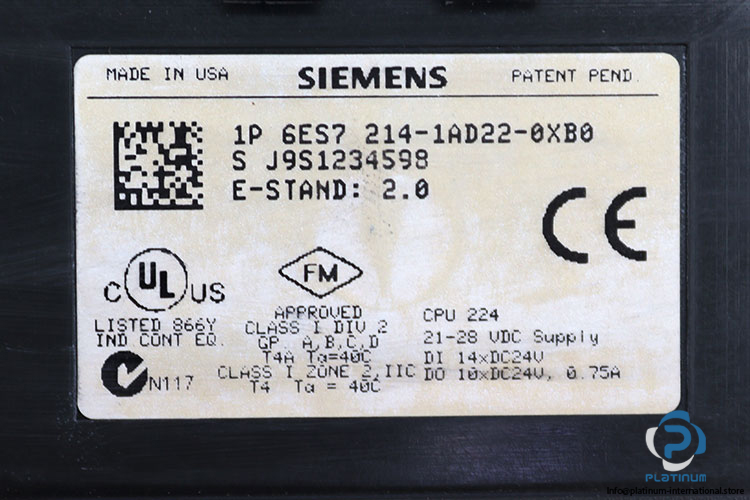 MADE IN USA SIEMENS PATENT PEND.
1P 6ES7 214-1AD22-0XB0
S J9S1234598
E-STAND: 2.0
CE
C UL US
FM
LISTED 866Y
IND CONT EQ.
APPROVED
CLASS I DIV 2
GP. A,B,C,D
T4A Ta=40C
CLASS I ZONE 2,IIC
T4 Ta = 40C
N117
CPU 224
21-28 VDC Supply
DI 14xDC24V
DO 10xDC24V, 0.75A
PLATINUM
info@platinum-international.store